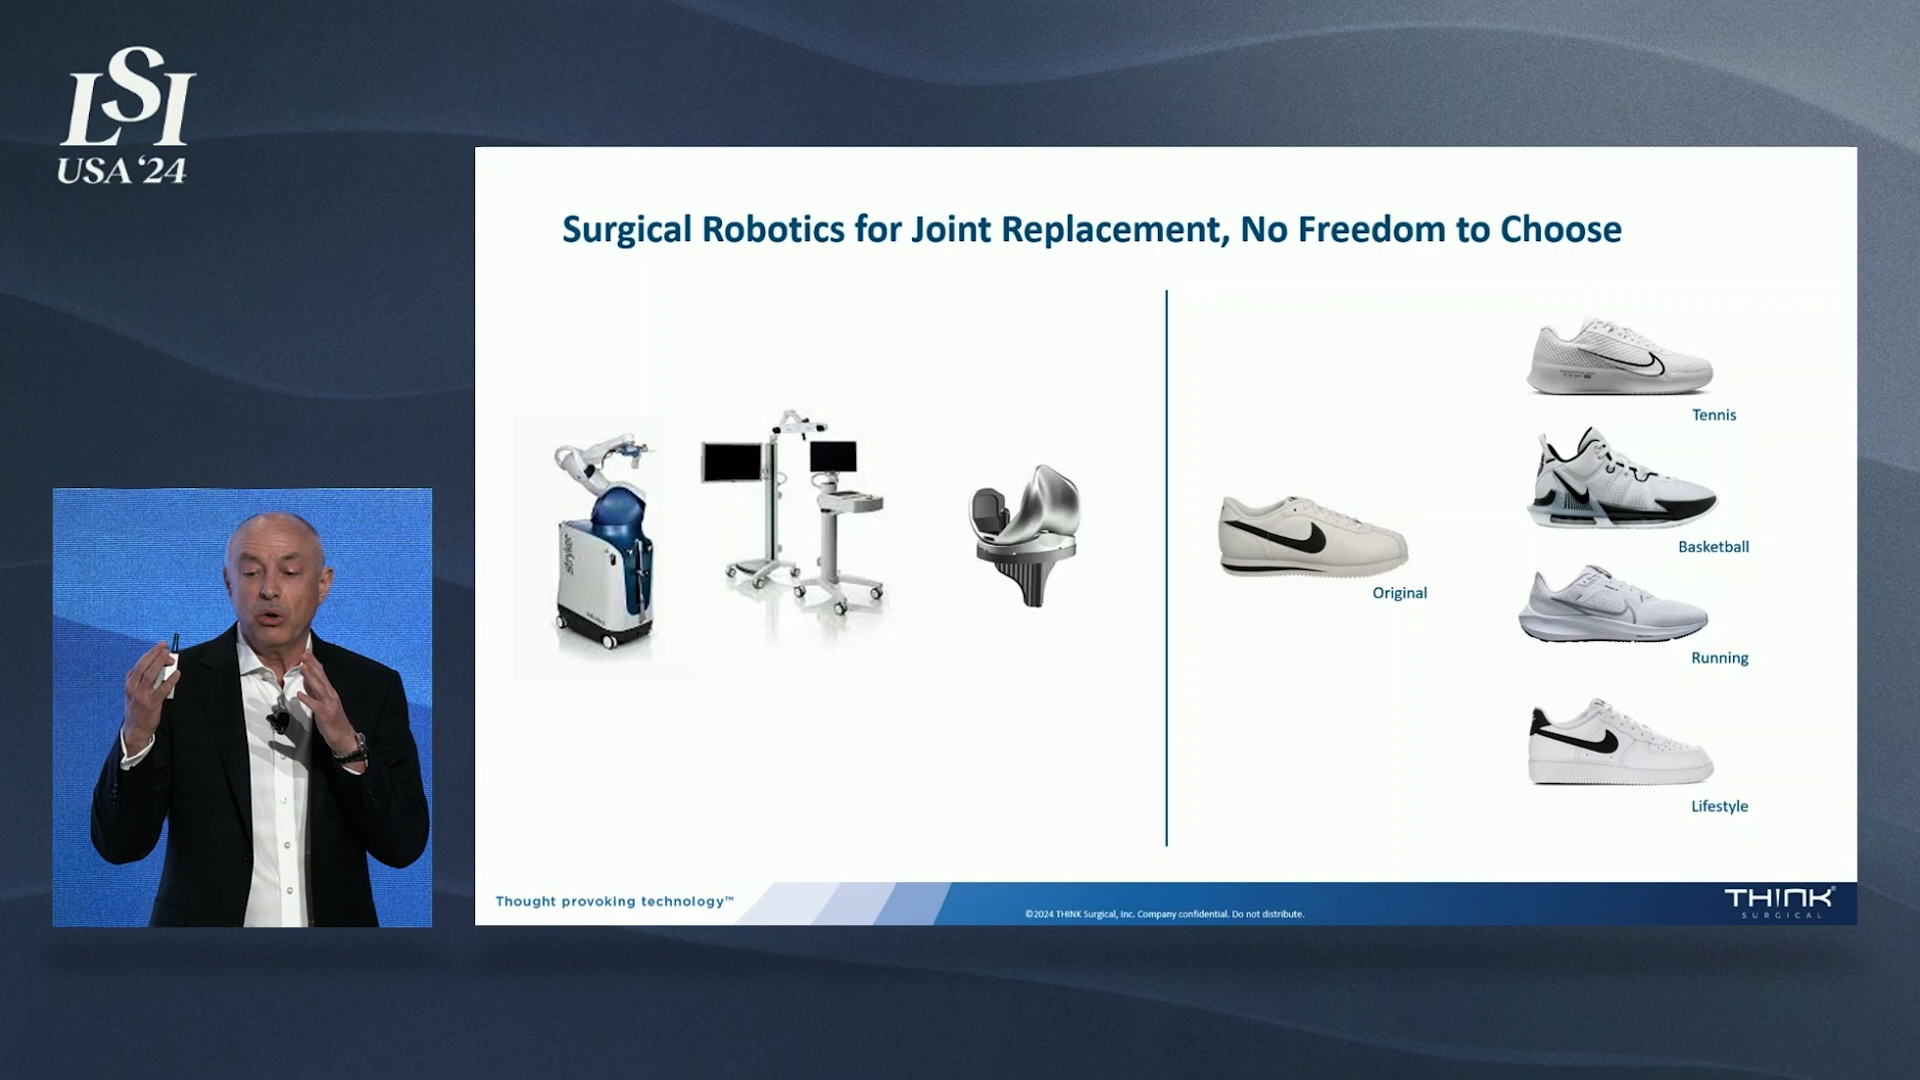 LSI
USA '24
Surgical Robotics for Joint Replacement, No Freedom to Choose
stryker
Original
Tennis
Basketball
Running
Lifestyle
Thought provoking technology™
©2024 THINK Surgical, Inc. Company confidential. Do not distribute.
THINK®
SURGICAL